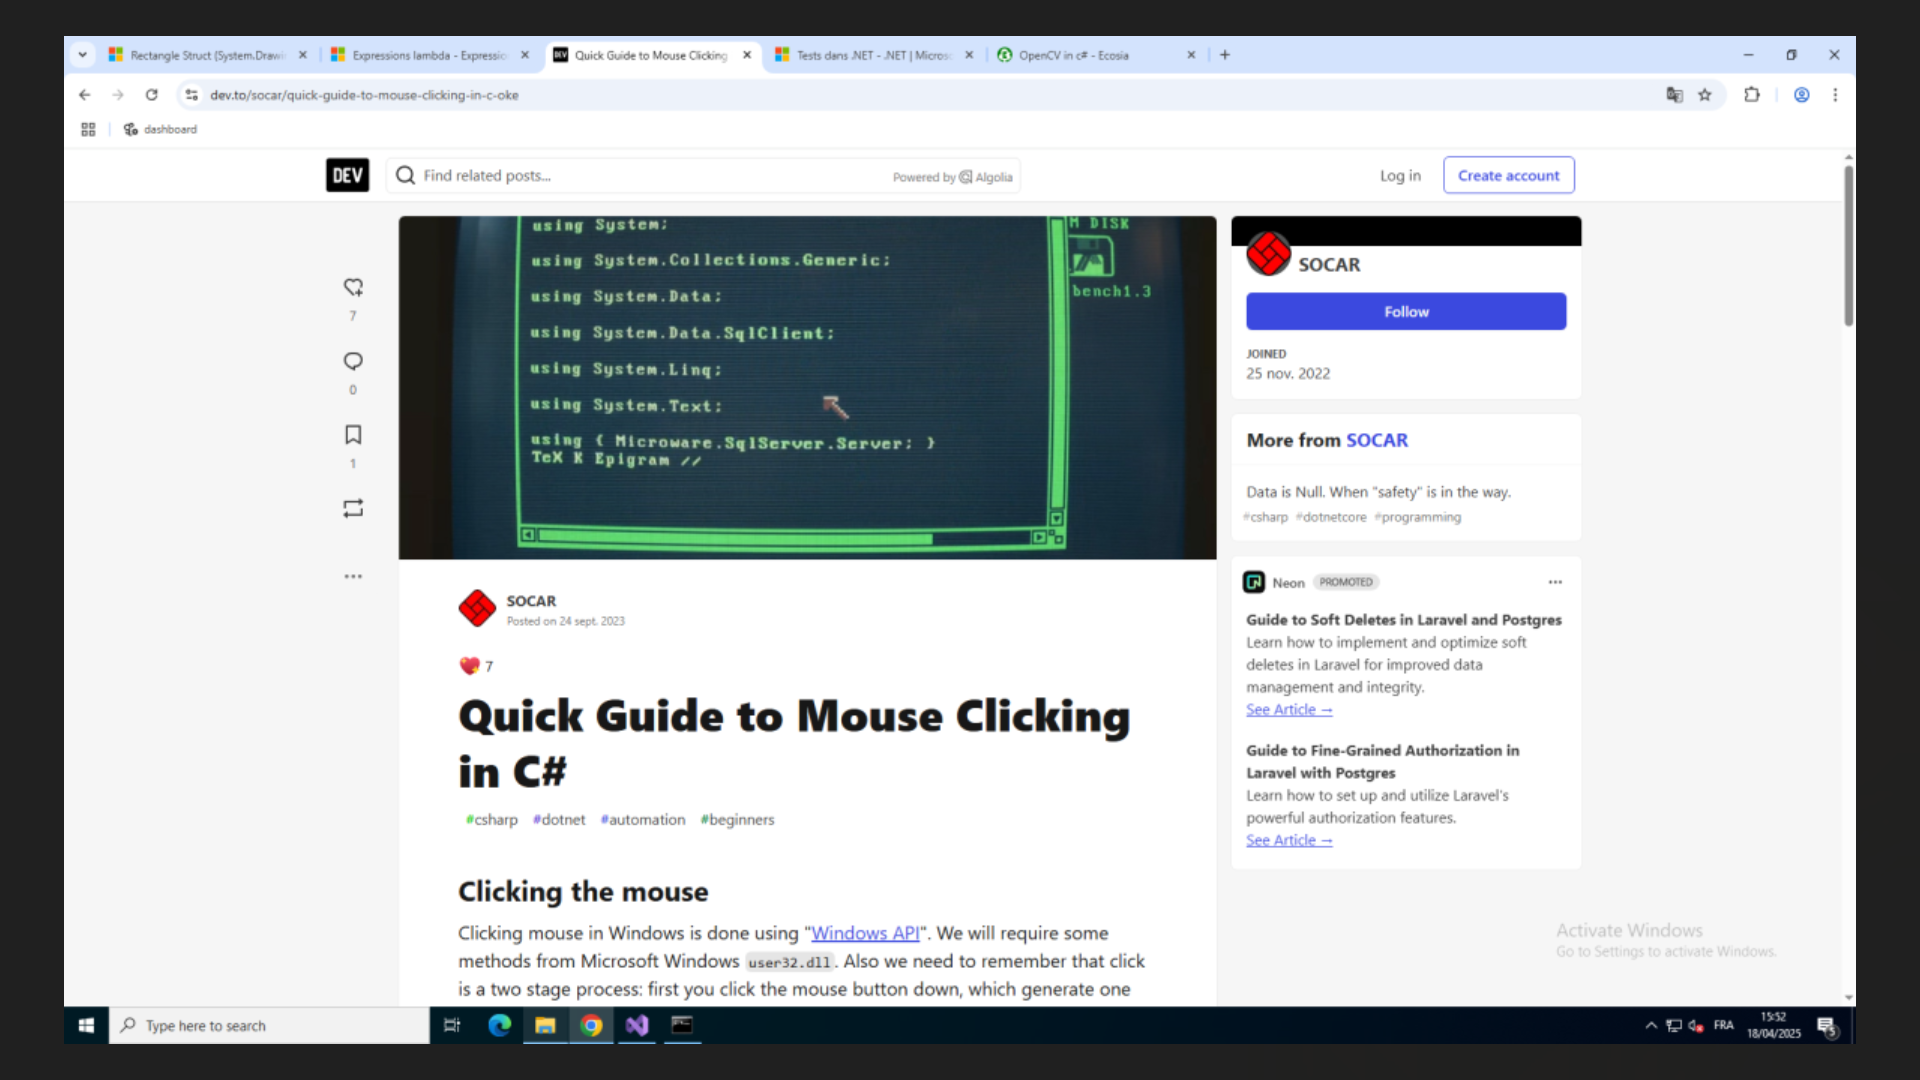 Rectangle Struct (System.Drawi
Expressions lambda - Expressio
DEV Quick Guide to Mouse Clicking
Tests dans .NET - .NET | Micros
OpenCV in c# - Ecosia
dev.to/socar/quick-guide-to-mouse-clicking-in-c-oke
dashboard
DEV
Find related posts...
Powered by Algolia
Log in
Create account
using System;
using System.Collections.Generic;
using System.Data;
using System.Data.SqlClient;
using System.Linq;
using System.Text;
using { Microware.SqlServer.Server; }
TeX K Epigram //
M DISK
bench1.3
7
0
1
SOCAR
Follow
JOINED
25 nov. 2022
More from SOCAR
Data is Null. When "safety" is in the way.
#csharp #dotnetcore #programming
Neon PROMOTED
Guide to Soft Deletes in Laravel and Postgres
Learn how to implement and optimize soft
deletes in Laravel for improved data
management and integrity.
See Article →
Guide to Fine-Grained Authorization in
Laravel with Postgres
Learn how to set up and utilize Laravel's
powerful authorization features.
See Article →
SOCAR
Posted on 24 sept. 2023
7
Quick Guide to Mouse Clicking
in C#
#csharp #dotnet #automation #beginners
Clicking the mouse
Clicking mouse in Windows is done using "Windows API". We will require some
methods from Microsoft Windows user32.dll. Also we need to remember that click
is a two stage process: first you click the mouse button down, which generate one
Activate Windows
Go to Settings to activate Windows.
Type here to search
FRA
15:52
18/04/2025
5